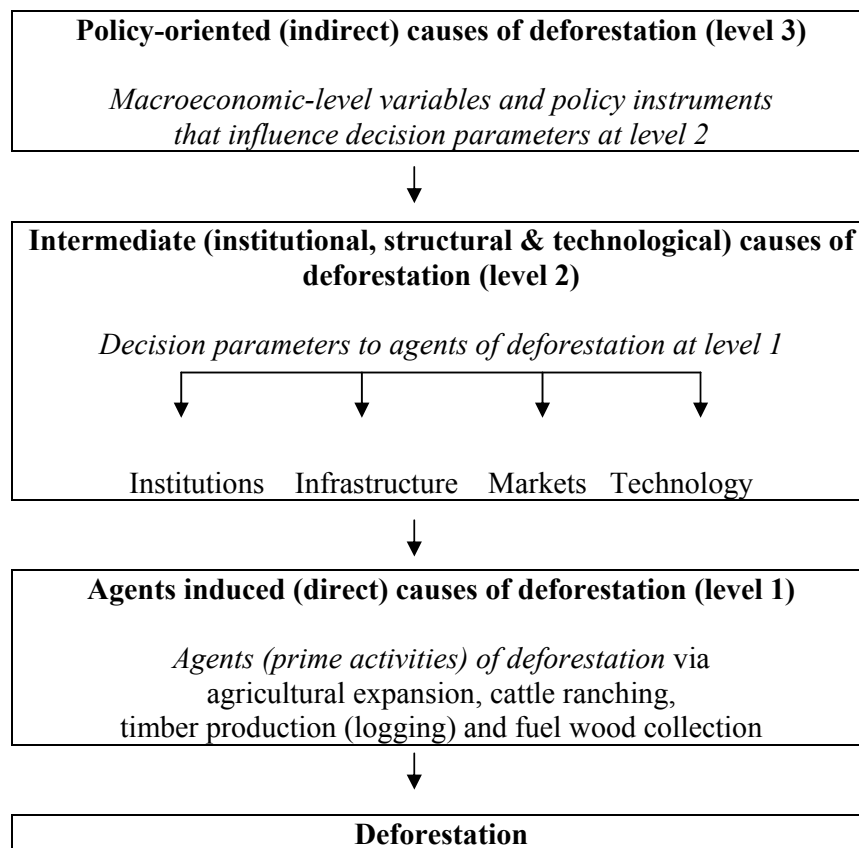 Policy-oriented (indirect) causes of deforestation (level 3)
Macroeconomic-level variables and policy instruments
that influence decision parameters at level 2
Intermediate (institutional, structural & technological) causes of
deforestation (level 2)
Decision parameters to agents of deforestation at level 1
Institutions Infrastructure Markets Technology
Agents induced (direct) causes of deforestation (level 1)
Agents (prime activities) of deforestation via
agricultural expansion, cattle ranching,
timber production (logging) and fuel wood collection
Deforestation